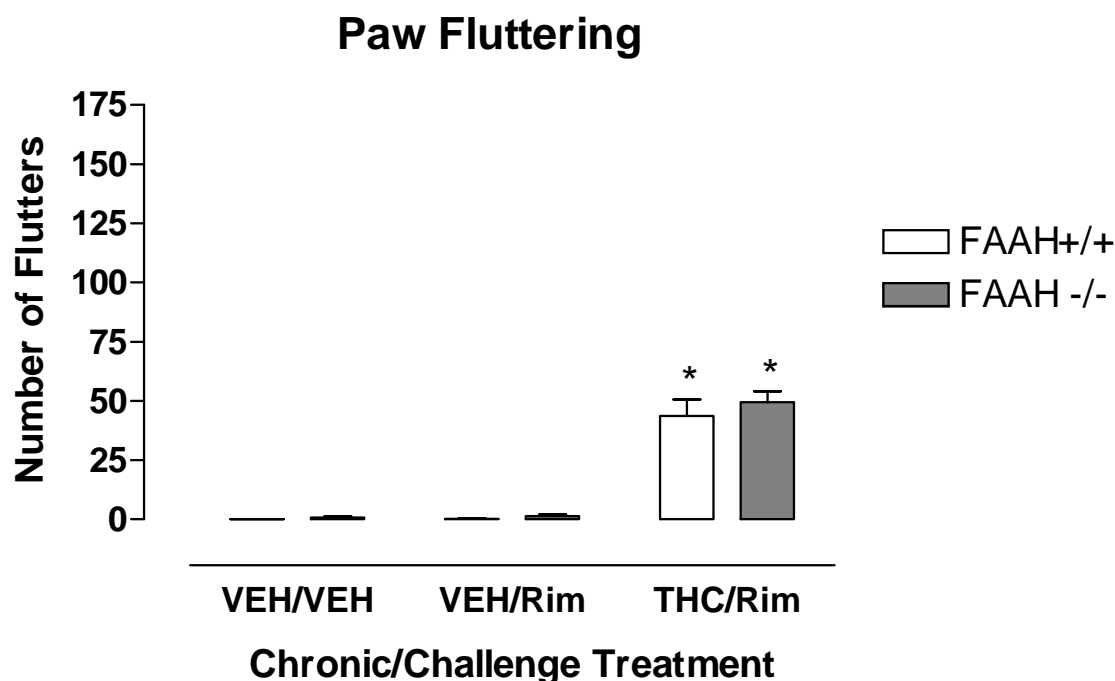 Paw Fluttering
Number of Flutters
175
150
125
100
75
50
25
0
* *
FAAH+/+
FAAH -/-
VEH/VEH VEH/Rim THC/Rim
Chronic/Challenge Treatment